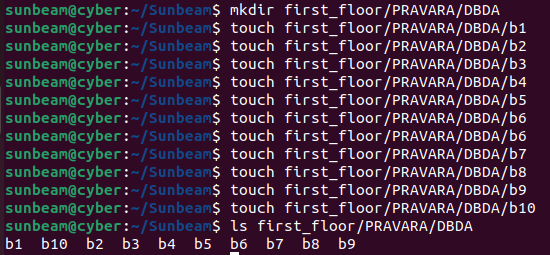 sunbeam@cyber:~/Sunbeam$ mkdir first_floor/PRAVARA/DBDA
sunbeam@cyber:~/Sunbeam$ touch first_floor/PRAVARA/DBDA/b1
sunbeam@cyber:~/Sunbeam$ touch first_floor/PRAVARA/DBDA/b2
sunbeam@cyber:~/Sunbeam$ touch first_floor/PRAVARA/DBDA/b3
sunbeam@cyber:~/Sunbeam$ touch first_floor/PRAVARA/DBDA/b4
sunbeam@cyber:~/Sunbeam$ touch first_floor/PRAVARA/DBDA/b5
sunbeam@cyber:~/Sunbeam$ touch first_floor/PRAVARA/DBDA/b6
sunbeam@cyber:~/Sunbeam$ touch first_floor/PRAVARA/DBDA/b6
sunbeam@cyber:~/Sunbeam$ touch first_floor/PRAVARA/DBDA/b7
sunbeam@cyber:~/Sunbeam$ touch first_floor/PRAVARA/DBDA/b8
sunbeam@cyber:~/Sunbeam$ touch first_floor/PRAVARA/DBDA/b9
sunbeam@cyber:~/Sunbeam$ touch first_floor/PRAVARA/DBDA/b10
sunbeam@cyber:~/Sunbeam$ ls first_floor/PRAVARA/DBDA
b1  b10  b2  b3  b4  b5  b6  b7  b8  b9